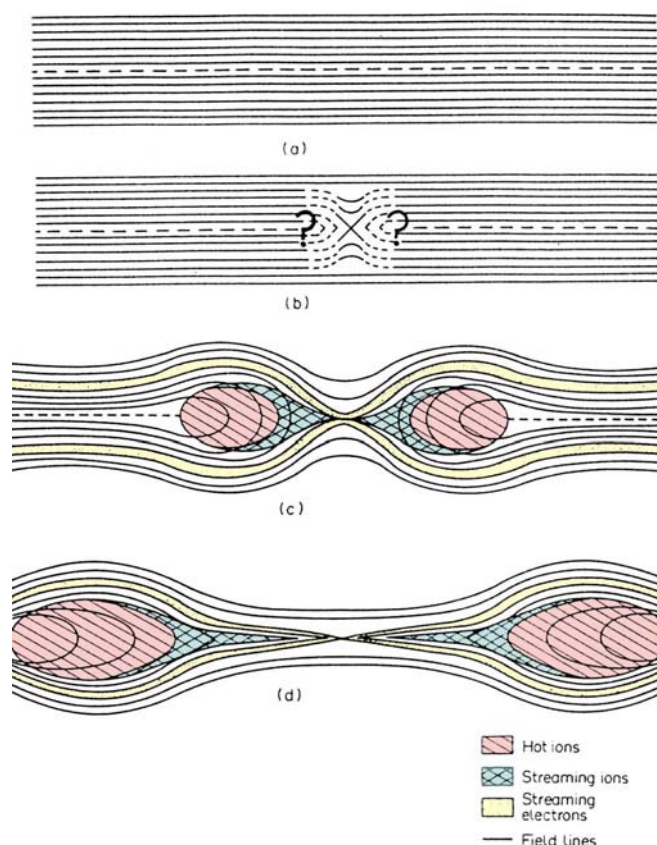 (a)
? ?
(b)
(c)
(d)
Hot ions
Streaming ions
Streaming
electrons
Field lines